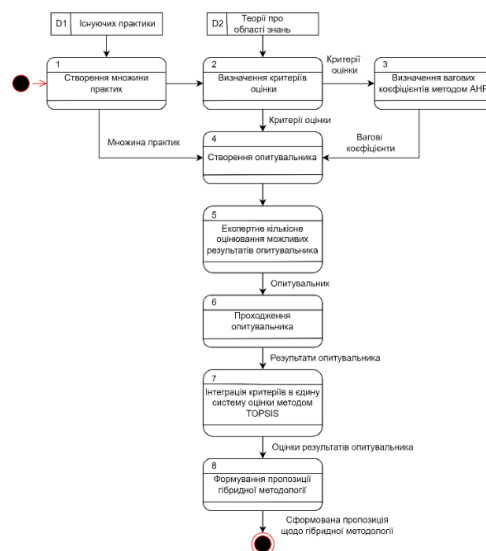 D1
Існуючих практики
D2
Теорії про
області знань
1
Створення множини
практик
2
Визначення критеріїв
оцінки
Критерії
оцінки
3
Визначення вагових
коефіцієнтів методом AHP
Множина практик
Критерії оцінки
Вагові
коефіцієнти
4
Створення опитувальника
5
Експертне кількісне
оцінювання можливих
результатів опитувальника
Опитувальник
6
Проходження
опитувальника
Результати опитувальника
7
Інтеграція критеріїв в єдину
систему оцінки методом
TOPSIS
Оцінки результатів опитувальника
8
Формування пропозиції
гібридної методології
Сформована пропозиція
щодо гібридної методології